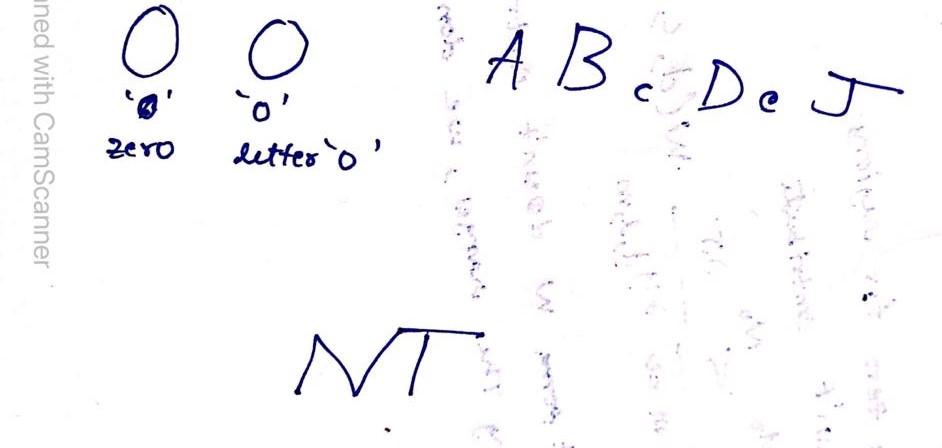 O O
'0' 'O'
zero letter 'O'
A B c D e J
NT
ned with CamScanner